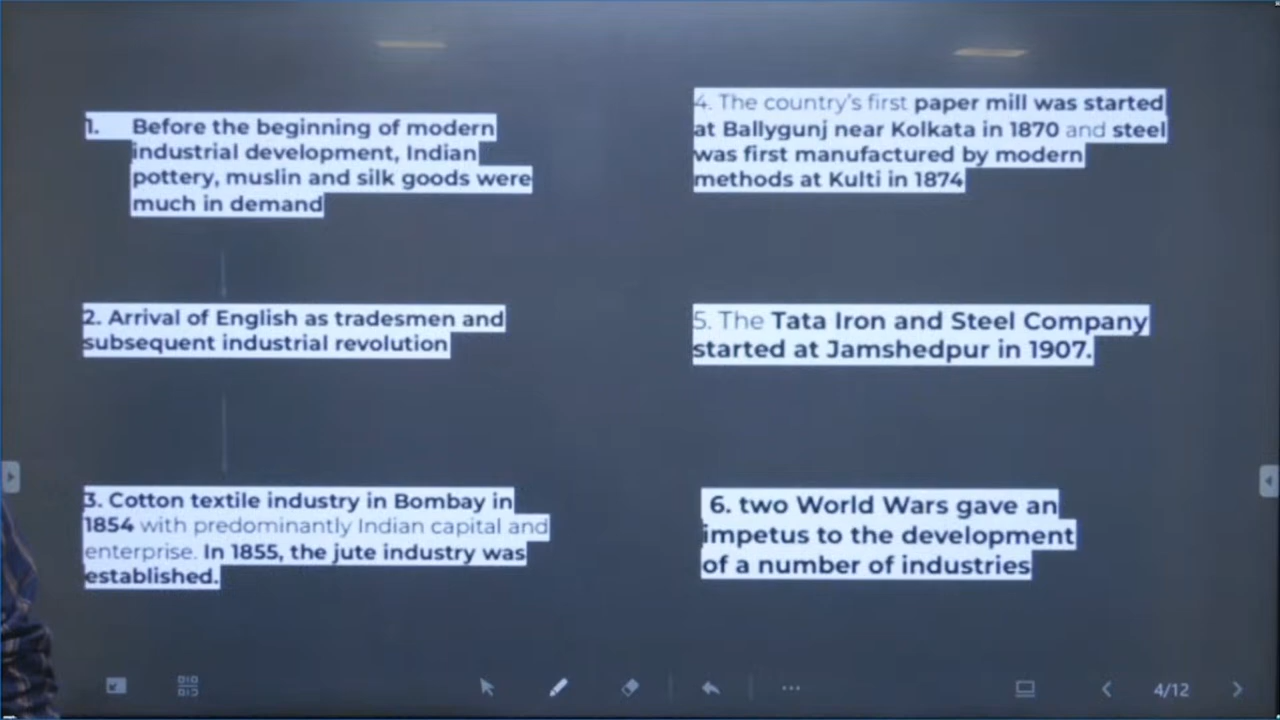 1. Before the beginning of modern
industrial development, Indian
pottery, muslin and silk goods were
much in demand
2. Arrival of English as tradesmen and
subsequent industrial revolution
3. Cotton textile industry in Bombay in
1854 with predominantly Indian capital and
enterprise. In 1855, the jute industry was
established.
4. The country's first paper mill was started
at Ballygunj near Kolkata in 1870 and steel
was first manufactured by modern
methods at Kulti in 1874
5. The Tata Iron and Steel Company
started at Jamshedpur in 1907.
6. two World Wars gave an
impetus to the development
of a number of industries
4/12